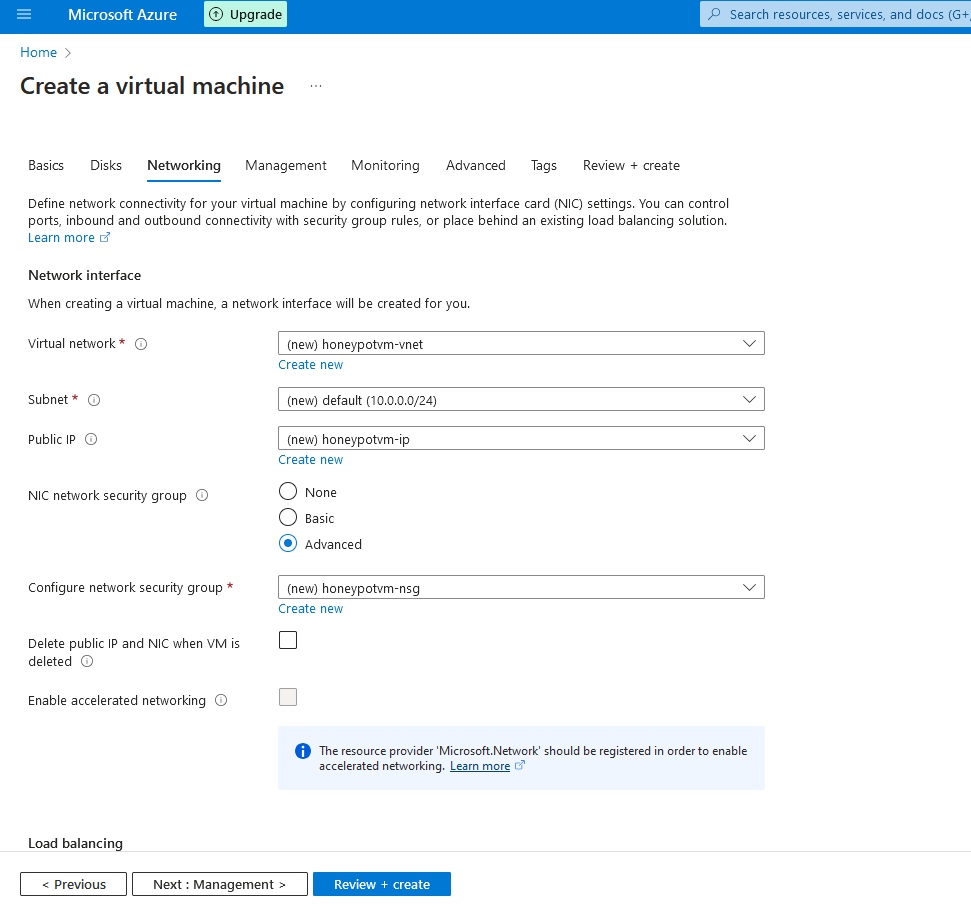 Microsoft Azure
Upgrade
Search resources, services, and docs (G+/
Home
Create a virtual machine
...
Basics
Disks
Networking
Management
Monitoring
Advanced
Tags
Review + create
Define network connectivity for your virtual machine by configuring network interface card (NIC) settings. You can control
ports, inbound and outbound connectivity with security group rules, or place behind an existing load balancing solution.
Learn more
Network interface
When creating a virtual machine, a network interface will be created for you.
Virtual network *
(new) honeypotvm-vnet
Create new
Subnet *
(new) default (10.0.0.0/24)
Public IP
(new) honeypotvm-ip
Create new
NIC network security group
None
Basic
Advanced
Configure network security group *
(new) honeypotvm-nsg
Create new
Delete public IP and NIC when VM is
deleted
Enable accelerated networking
The resource provider 'Microsoft.Network' should be registered in order to enable
accelerated networking. Learn more
Load balancing
< Previous
Next : Management >
Review + create